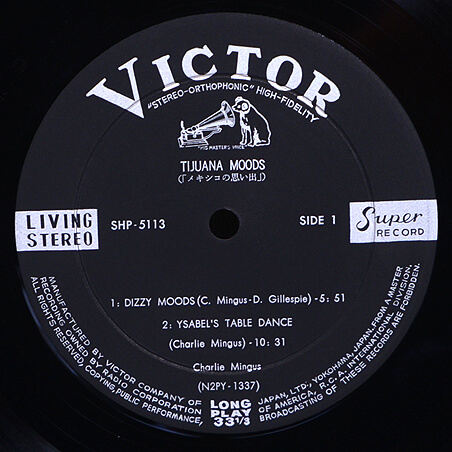 VICTOR
"STEREO-ORTHOPHONIC" HIGH-FIDELITY
"HIS MASTER'S VOICE"
TIJUANA MOODS
(「メキシコの思い出」)
LIVING
STEREO
SHP-5113
SIDE 1
Super
RECORD
1: DIZZY MOODS (C. Mingus-D. Gillespie) -5: 51
2: YSABEL'S TABLE DANCE
(Charlie Mingus) -10: 31
Charlie Mingus
(N2PY-1337)
LONG
PLAY
33 1/3
MANUFACTURED BY VICTOR COMPANY OF JAPAN, LTD., YOKOHAMA, JAPAN. FROM A MASTER
RECORDING OWNED BY RADIO CORPORATION OF AMERICA, R.C.A. INTERNATIONAL DIVISION.
ALL RIGHTS RESERVED, COPYING, PUBLIC PERFORMANCE, BROADCASTING OF THESE RECORDS ARE FORBIDDEN.